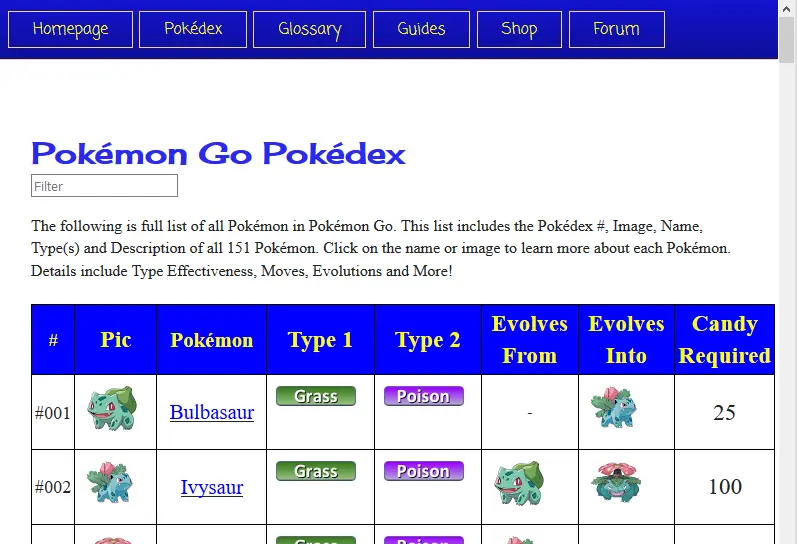 Homepage Pokédex Glossary Guides Shop Forum
Pokémon Go Pokédex
Filter
The following is full list of all Pokémon in Pokémon Go. This list includes the Pokédex #, Image, Name,
Type(s) and Description of all 151 Pokémon. Click on the name or image to learn more about each Pokémon.
Details include Type Effectiveness, Moves, Evolutions and More!
# Pic Pokémon Type 1 Type 2 Evolves From Evolves Into Candy Required
#001 Bulbasaur Grass Poison - 25
#002 Ivysaur Grass Poison 100
Grass Poison